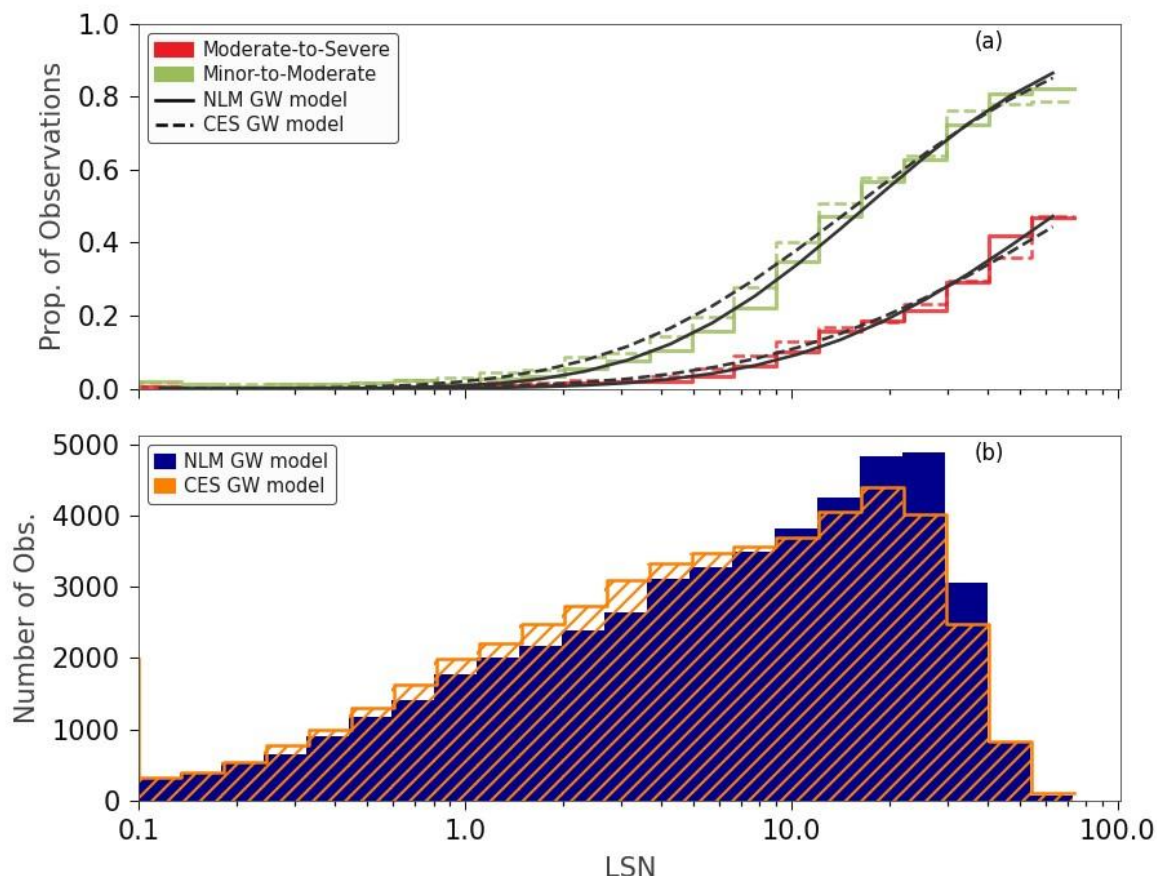 1.0
0.8
0.6
0.4
0.2
0.0
Prop. of Observations
Moderate-to-Severe
Minor-to-Moderate
NLM GW model
CES GW model
(a)
5000
4000
3000
2000
1000
0
Number of Obs.
NLM GW model
CES GW model
(b)
0.1 1.0 10.0 100.0
LSN